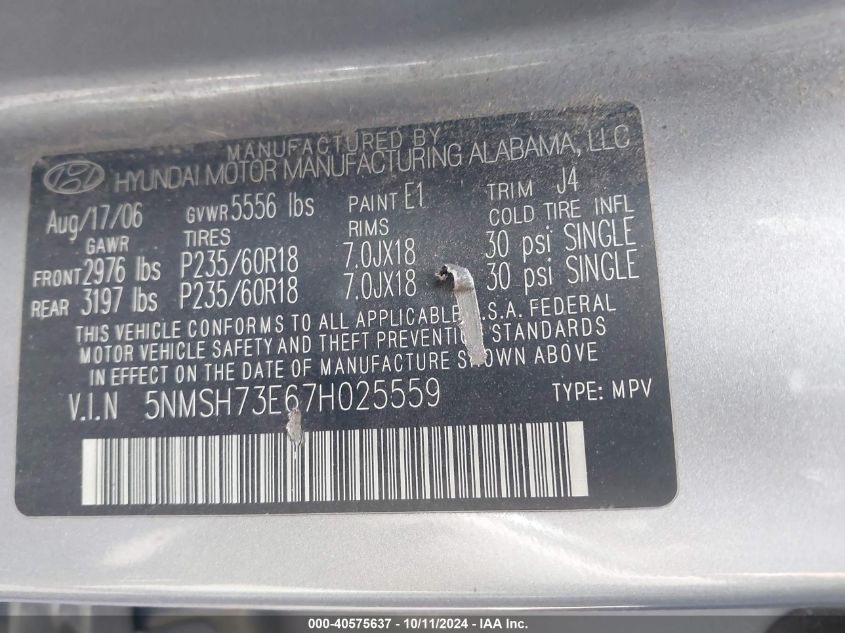 MANUFACTURED BY
HYUNDAI MOTOR MANUFACTURING ALABAMA, LLC
Aug/17/06 GVWR 5556 lbs PAINT E1 TRIM J4
GAWR TIRES RIMS COLD TIRE INFL
FRONT 2976 lbs P235/60R18 7.0JX18 30 psi SINGLE
REAR 3197 lbs P235/60R18 7.0JX18 30 psi SINGLE
THIS VEHICLE CONFORMS TO ALL APPLICABLE .S.A. FEDERAL
MOTOR VEHICLE SAFETY AND THEFT PREVENTION STANDARDS
IN EFFECT ON THE DATE OF MANUFACTURE SHOWN ABOVE
V.I.N 5NMSH73E67H025559 TYPE: MPV
000-40575637 - 10/11/2024 - IAA Inc.